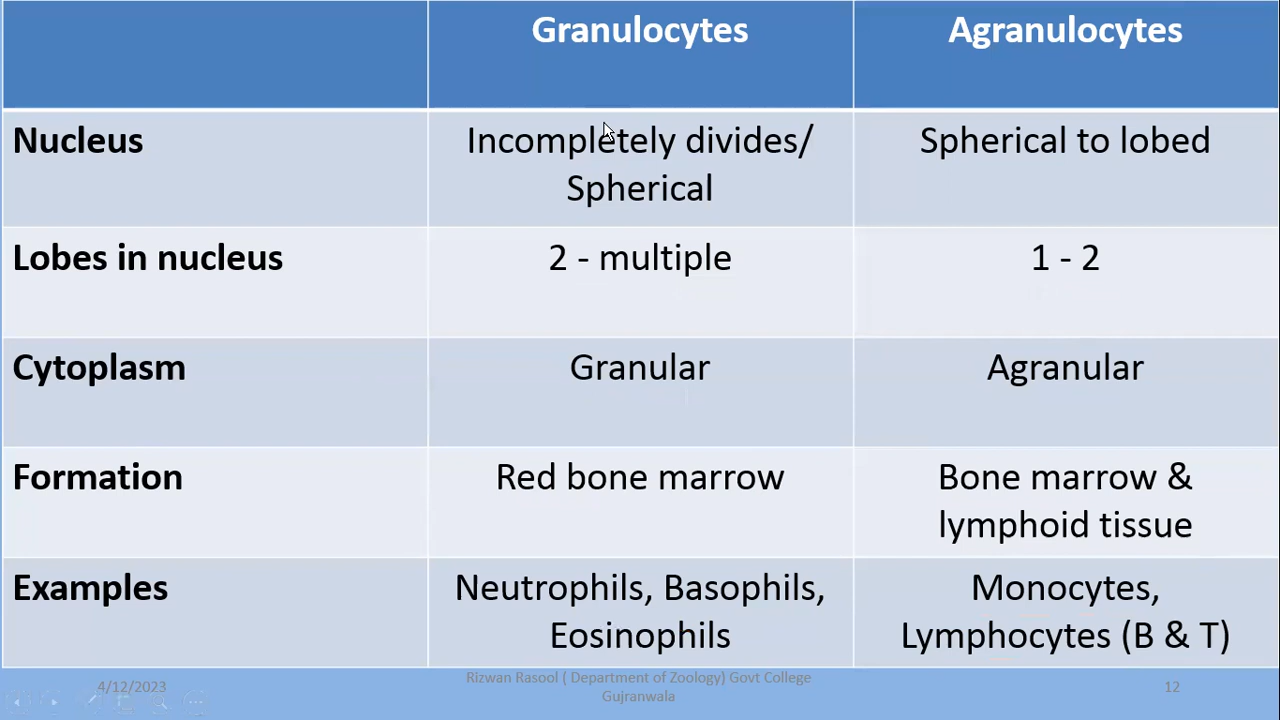 Granulocytes
Agranulocytes
Nucleus
Incompletely divides/
Spherical
Spherical to lobed
Lobes in nucleus
2 - multiple
1 - 2
Cytoplasm
Granular
Agranular
Formation
Red bone marrow
Bone marrow &
lymphoid tissue
Examples
Neutrophils, Basophils,
Eosinophils
Monocytes,
Lymphocytes (B & T)
4/12/2023
Rizwan Rasool ( Department of Zoology) Govt College
Gujranwala
12